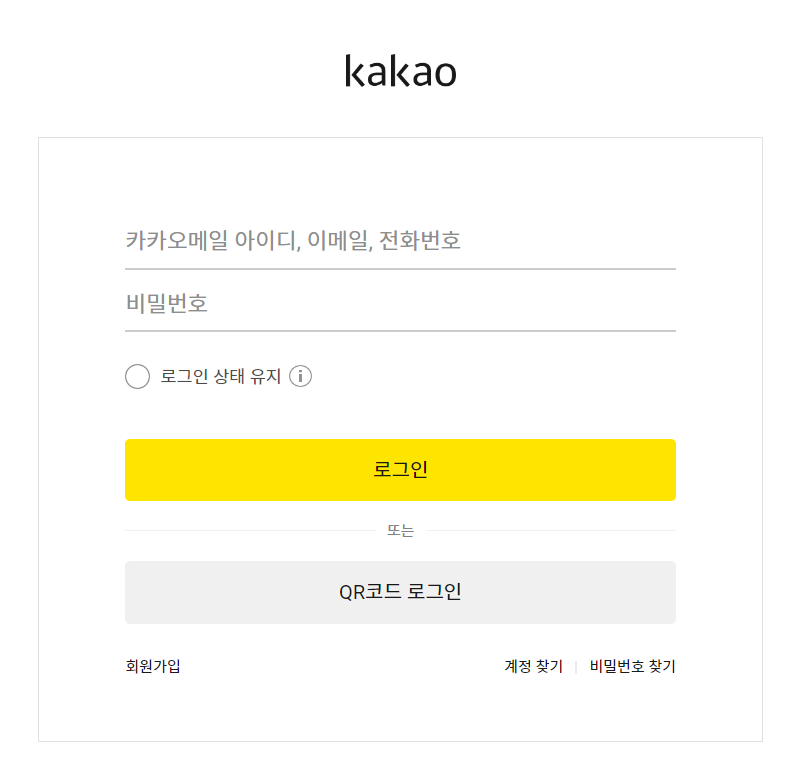 kakao
카카오메일 아이디, 이메일, 전화번호
비밀번호
로그인 상태 유지
로그인
또는
QR코드 로그인
회원가입
계정 찾기 | 비밀번호 찾기